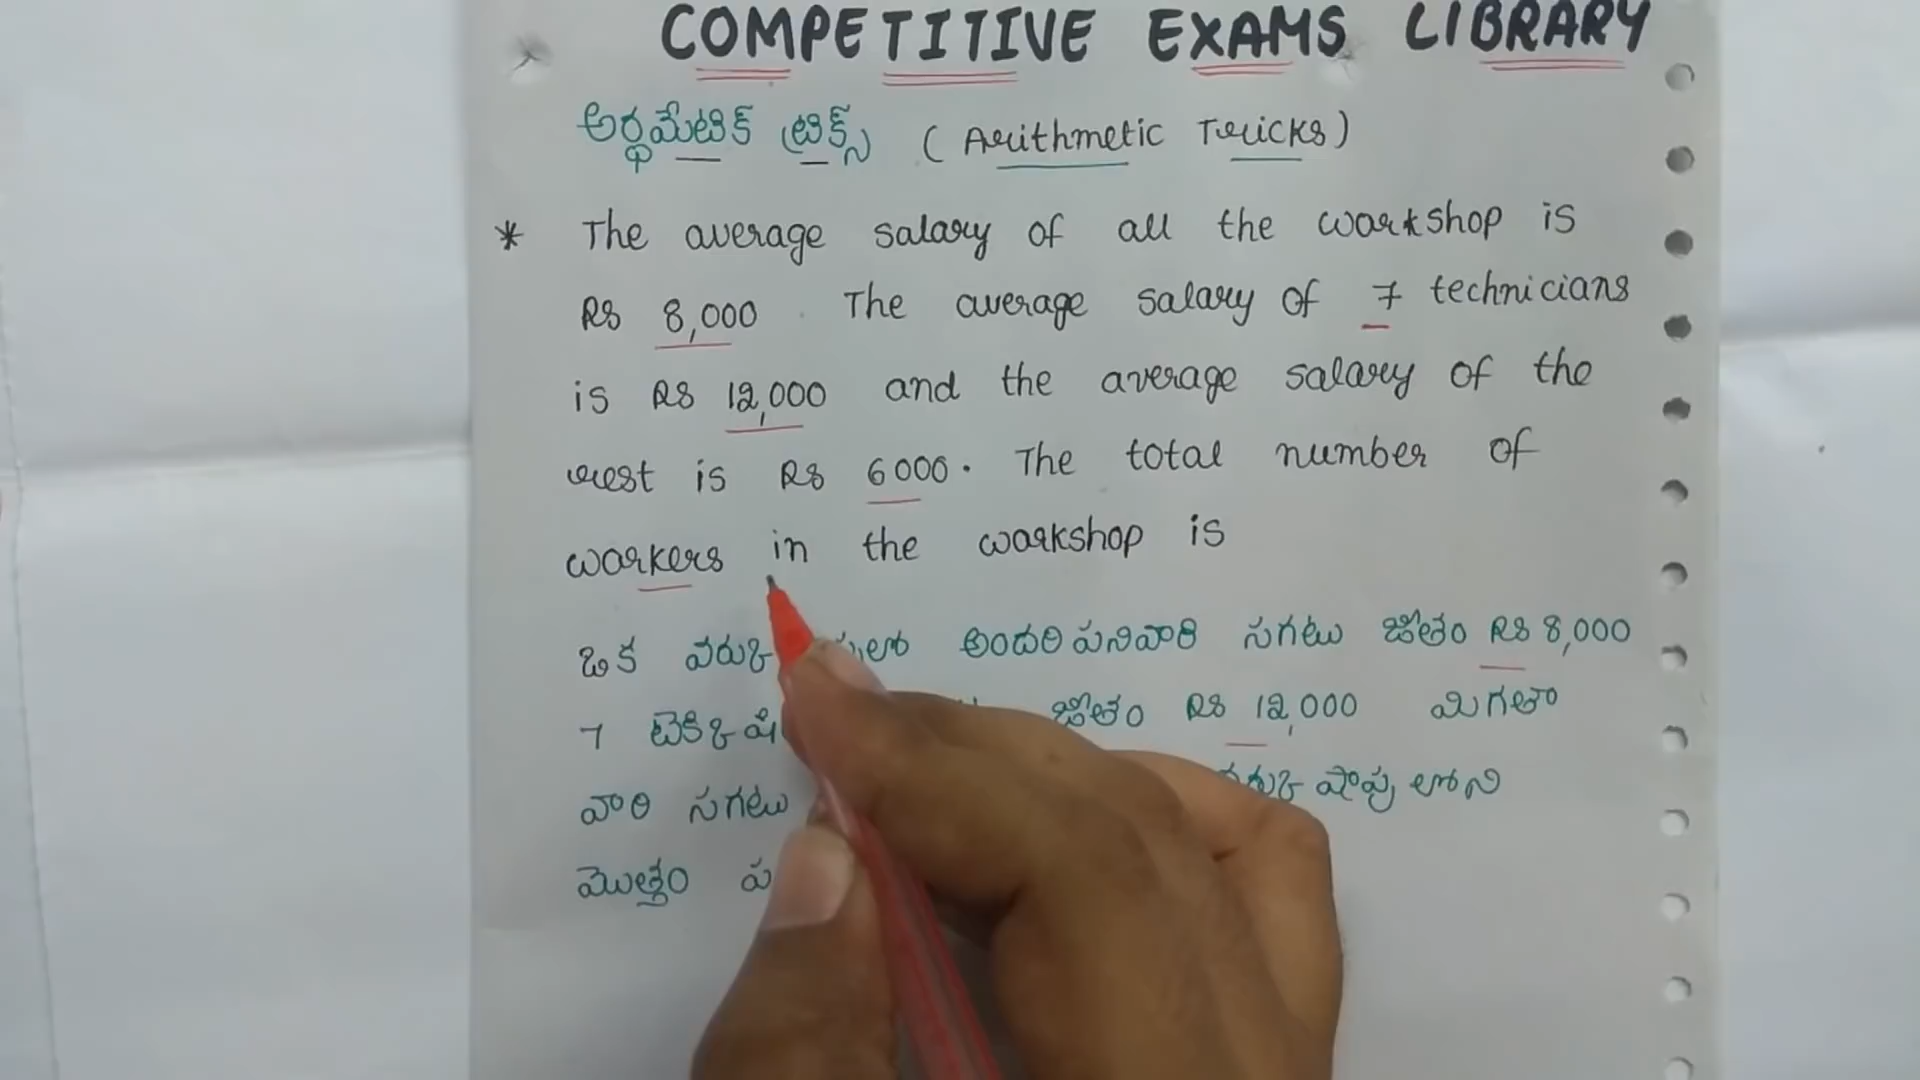 COMPETITIVE EXAMS LIBRARY
అర్థమేటిక్ ట్రిక్స్ (Arithmetic Tricks)
* The average salary of all the workshop is
RS 8,000 The average salary of 7 technicians
is RS 12,000 and the average salary of the
rest is RS 6000. The total number of
workers in the workshop is
ఒక అందరి పనివారి సగటు జీతం RS 8,000
7 జీతం RS 12,000 మిగతా
వారి సగటు షాపు లోని
మొత్తం